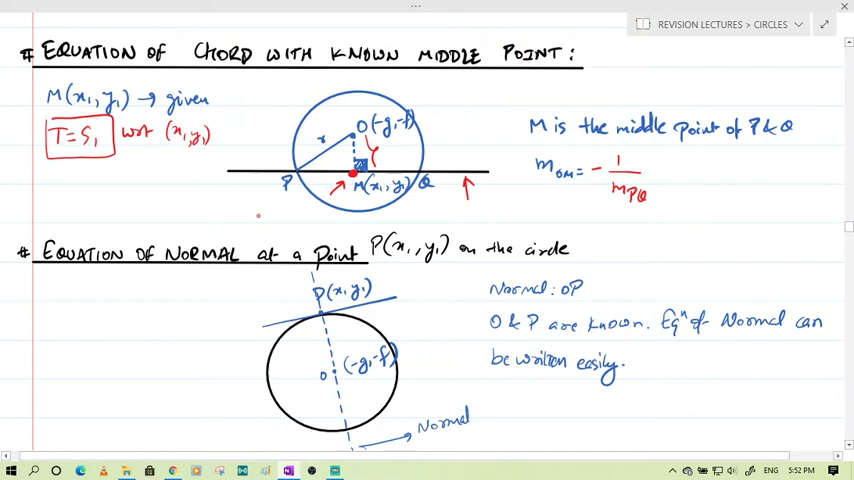 REVISION LECTURES > CIRCLES
# EQUATION OF CHORD WITH KNOWN MIDDLE POINT:
M(x₁,y₁) → given
T=S₁ wrt (x₁,y₁)
O(-g,-f)
r
P
M(x₁,y₁)
Q
M is the middle point of P & Q
m_OM = - 1/m_PQ
# EQUATION OF NORMAL at a Point P(x₁,y₁) on the circle
P(x₁,y₁)
O
(-g,-f)
Normal
Normal: OP
O & P are known. Eqⁿ of Normal can
be written easily.
ENG
5:52 PM